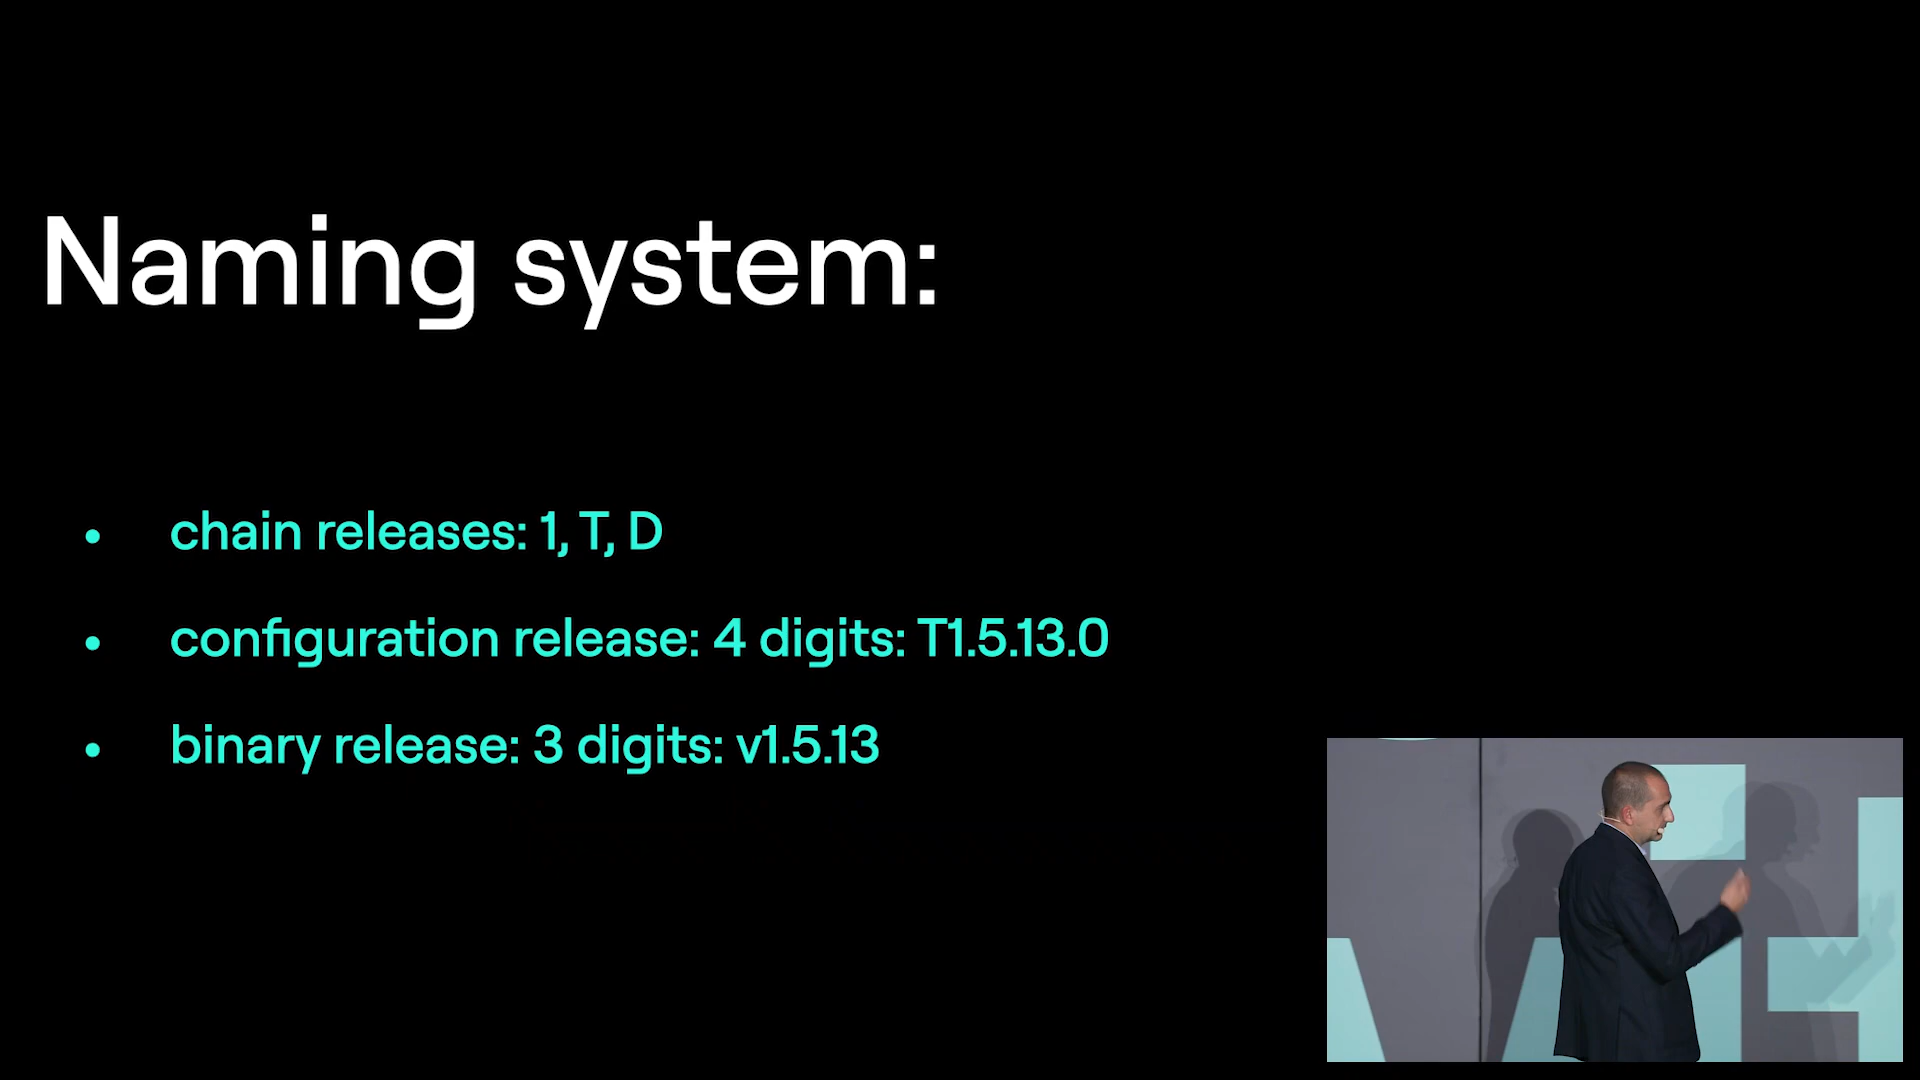 Naming system:
• chain releases: 1, T, D
• configuration release: 4 digits: T1.5.13.0
• binary release: 3 digits: v1.5.13